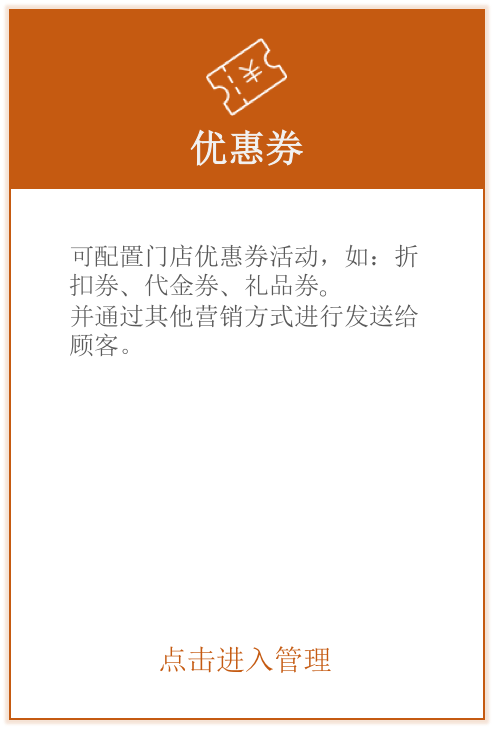 优惠券
可配置门店优惠券活动，如：折
扣券、代金券、礼品券。
并通过其他营销方式进行发送给
顾客。
点击进入管理